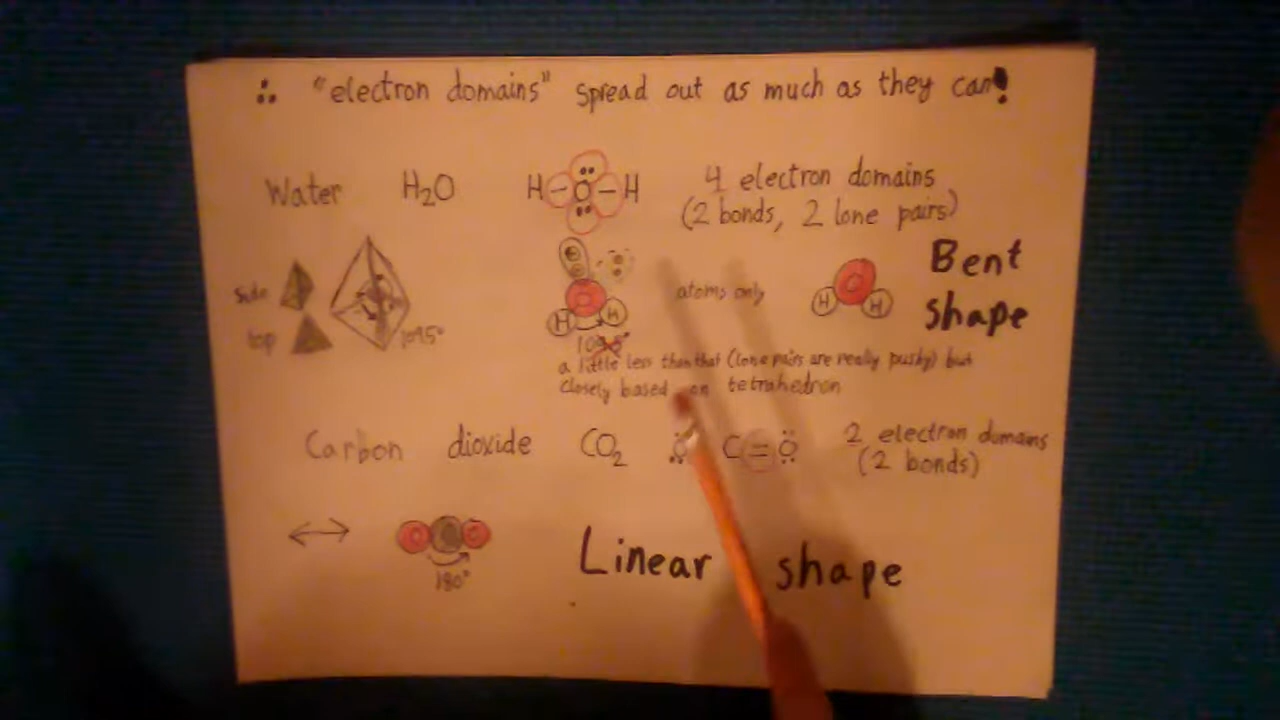 ∴ "electron domains" spread out as much as they can!
Water H₂O H–Ö–H 4 electron domains
(2 bonds, 2 lone pairs)
side
top
109.5°
H H
atoms only
H H
Bent
shape
a little less than that (lone pairs are really pushy) but
closely based on tetrahedron
Carbon dioxide CO₂ C=Ö 2 electron domains
(2 bonds)
180°
Linear shape